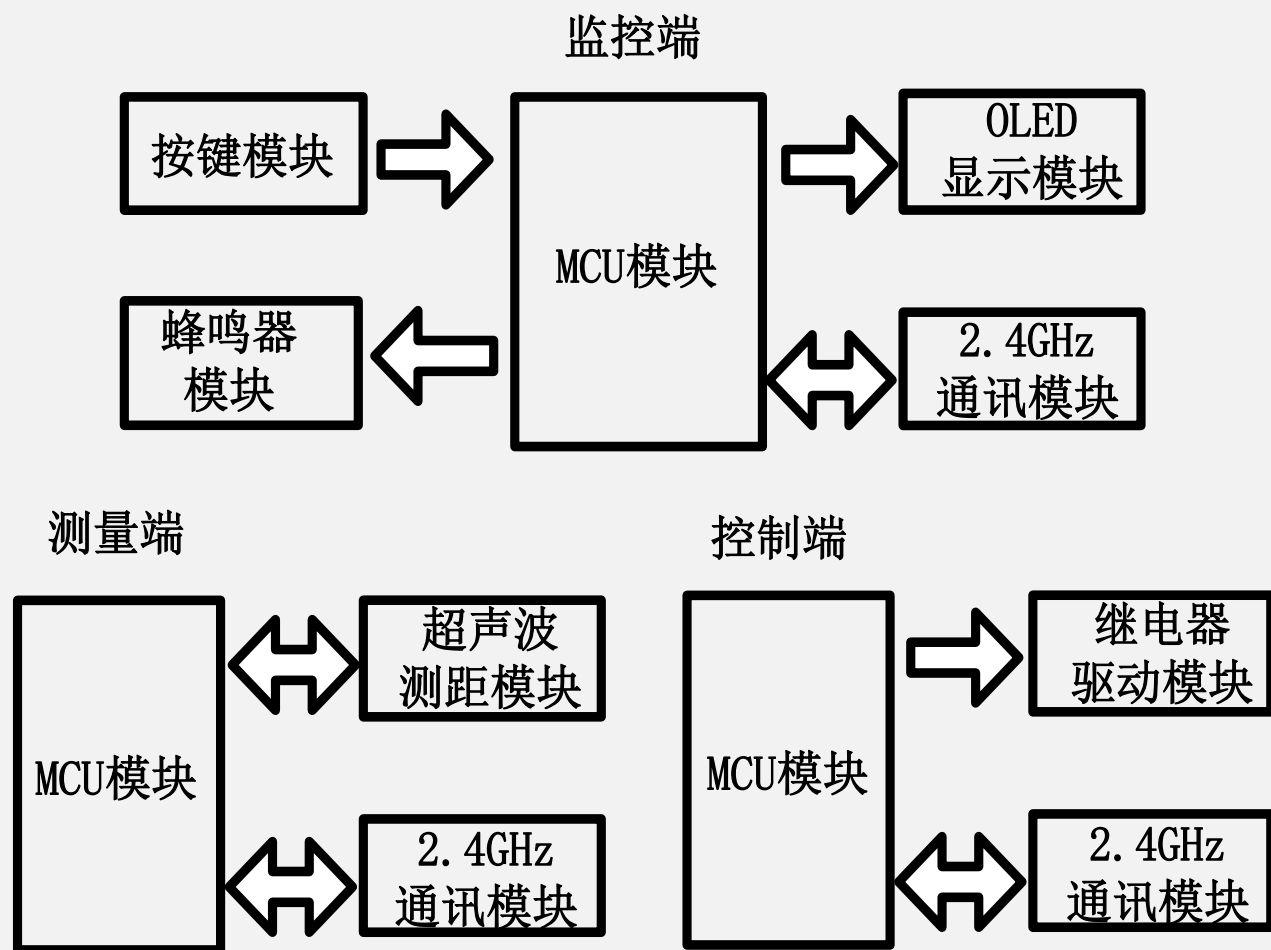 监控端
按键模块
MCU模块
OLED
显示模块
蜂鸣器
模块
2.4GHz
通讯模块
测量端
MCU模块
超声波
测距模块
2.4GHz
通讯模块
控制端
MCU模块
继电器
驱动模块
2.4GHz
通讯模块